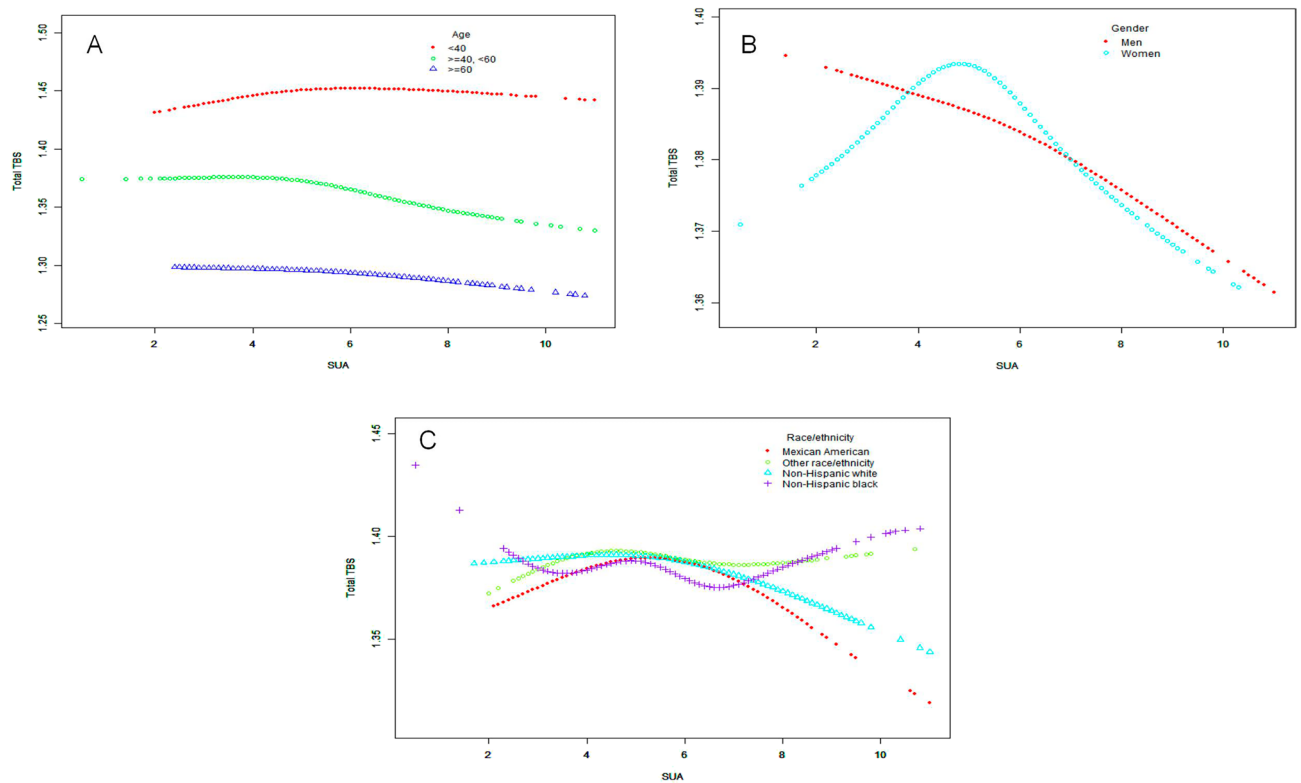 A
Age
<40
>=40, <60
>=60
1.50
1.45
1.40
1.35
1.30
1.25
Total TBS
2 4 6 8 10
SUA
B
Gender
Men
Women
1.40
1.39
1.38
1.37
1.36
Total TBS
2 4 6 8 10
SUA
C
Race/ethnicity
Mexican American
Other race/ethnicity
Non-Hispanic white
Non-Hispanic black
1.45
1.40
1.35
Total TBS
2 4 6 8 10
SUA